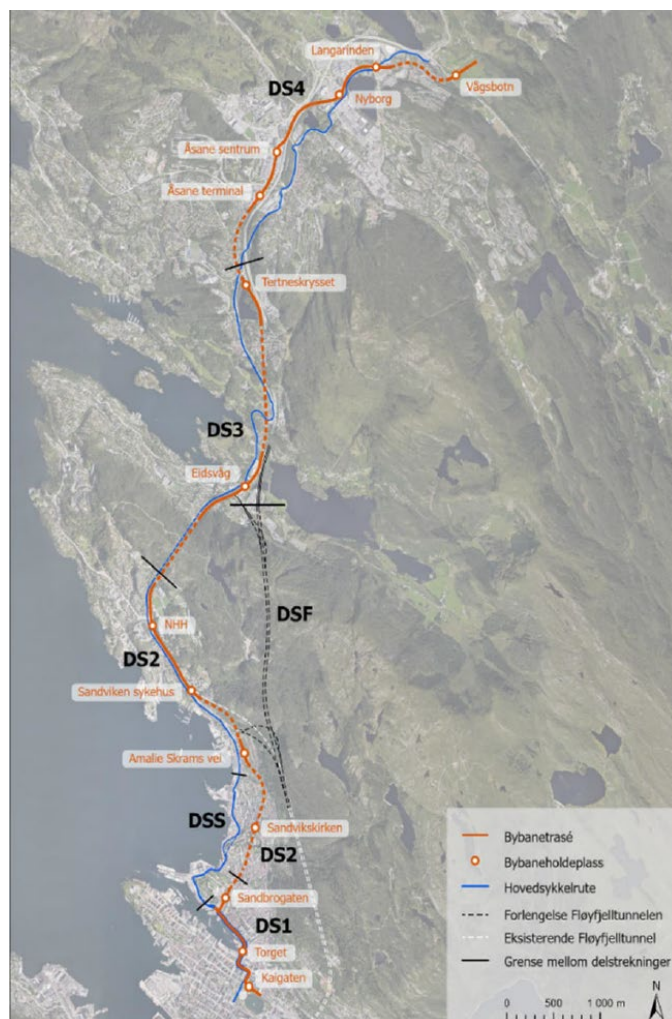 Langarinden
Vågsbotn
DS4
Nyborg
Åsane sentrum
Åsane terminal
Tertneskrysset
DS3
Eidsvåg
DSF
NHH
DS2
Sandviken sykehus
Amalie Skrams vei
DSS
Sandvikskirken
DS2
Sandbrogaten
DS1
Torget
Kaigaten
Bybanetrasé
Bybaneholdeplass
Hovedsykkelrute
Forlengelse Fløyfjelltunnelen
Eksisterende Fløyfjelltunnel
Grense mellom delstrekninger
N
0 500 1 000 m